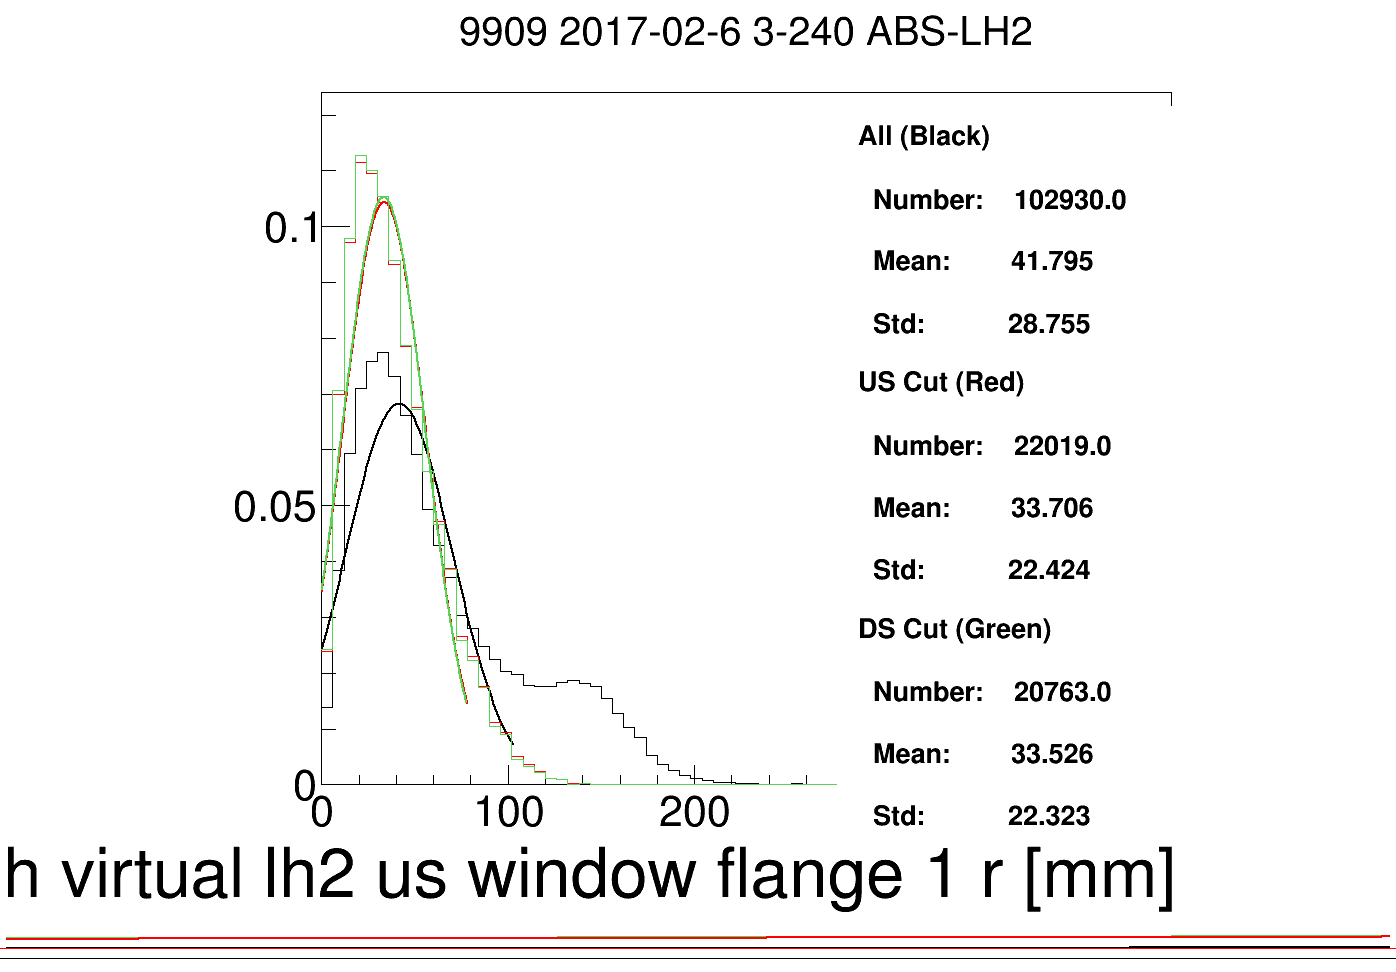 9909 2017-02-6 3-240 ABS-LH2
All (Black)
Number: 102930.0
Mean: 41.795
Std: 28.755
US Cut (Red)
Number: 22019.0
Mean: 33.706
Std: 22.424
DS Cut (Green)
Number: 20763.0
Mean: 33.526
Std: 22.323
0.1
0.05
0
0 100 200
h virtual lh2 us window flange 1 r [mm]